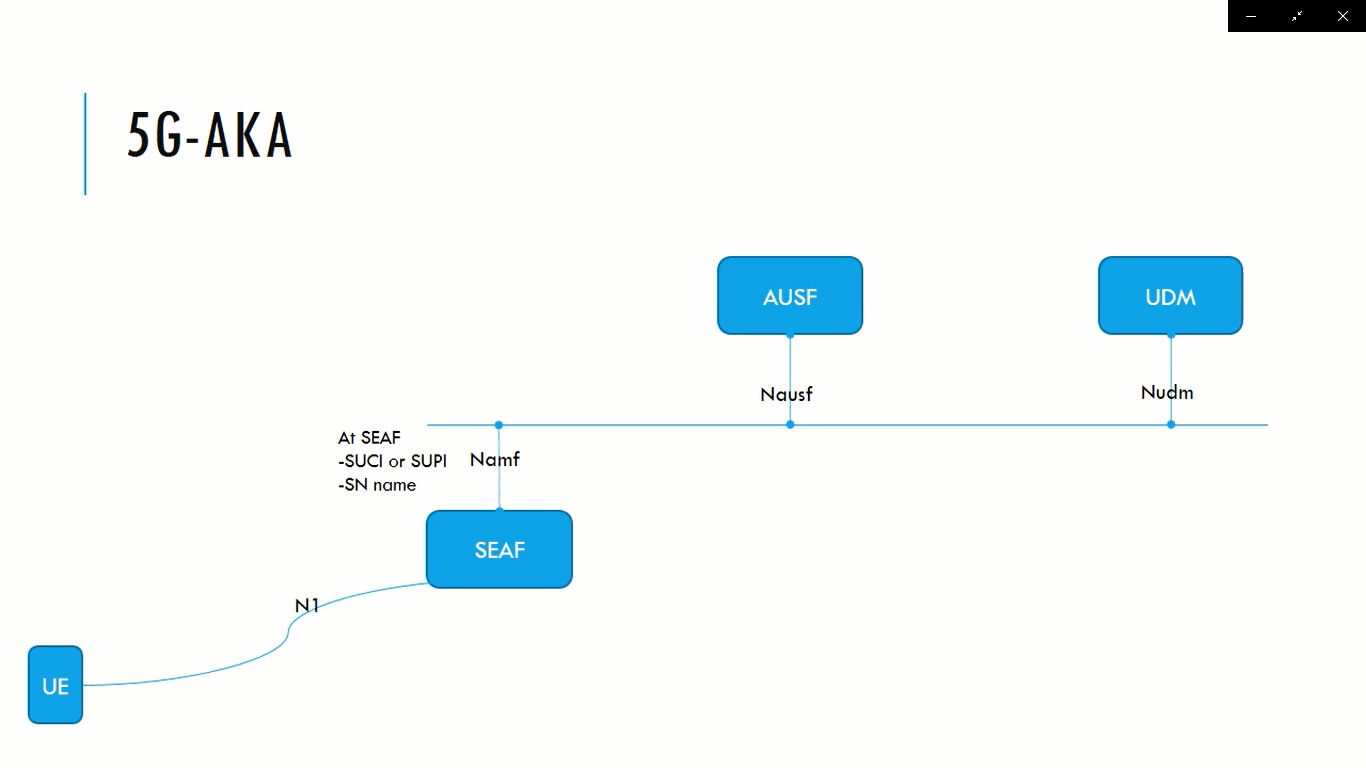 5G-AKA
AUSF
UDM
Nausf
Nudm
At SEAF
-SUCI or SUPI
-SN name
Namf
SEAF
N1
UE